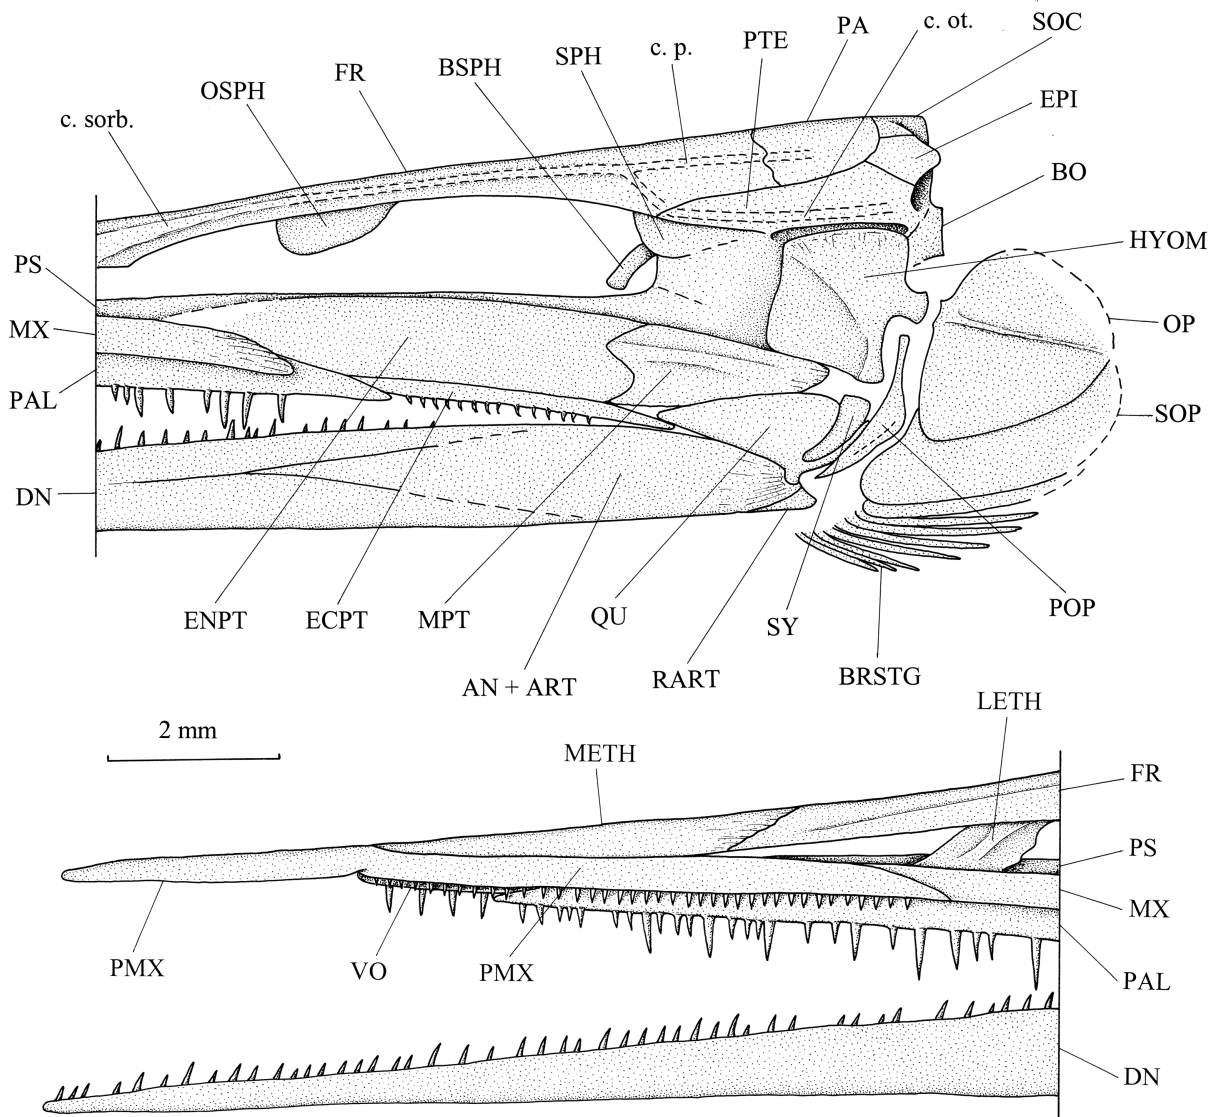 c. sorb.
OSPH
FR
BSPH
SPH
c. p.
PTE
PA
c. ot.
SOC
EPI
BO
HYOM
OP
SOP
PS
MX
PAL
DN
ENPT
ECPT
MPT
AN + ART
QU
RART
SY
BRSTG
POP
2 mm
METH
LETH
FR
PS
MX
PAL
DN
PMX
VO
PMX